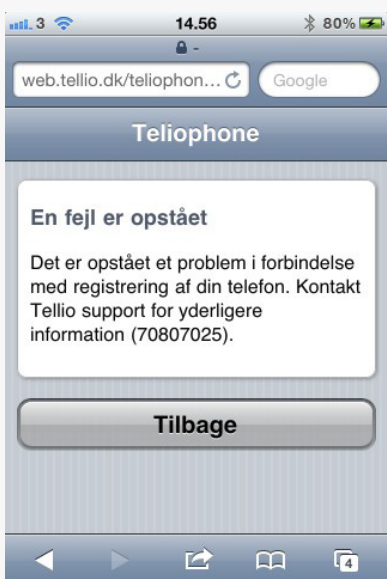 3 14.56 80%
-
web.tellio.dk/teliophon... Google
Teliophone
En fejl er opstået
Det er opstået et problem i forbindelse
med registrering af din telefon. Kontakt
Tellio support for yderligere
information (70807025).
Tilbage
4